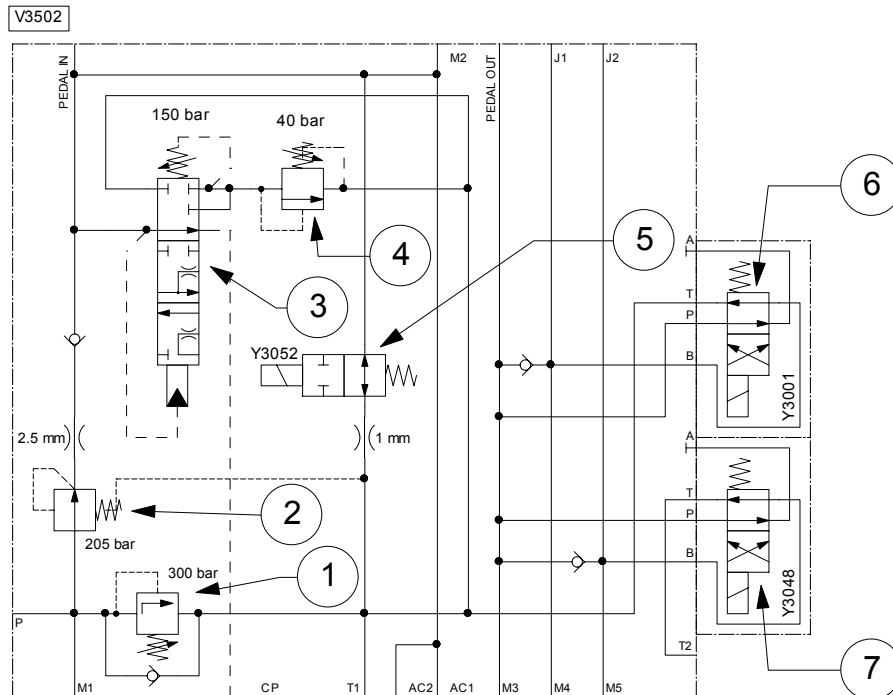 V3502
PEDAL IN
M2
PEDAL OUT
J1
J2
150 bar
40 bar
6
A
5
4
T
3
P
Y3052
B
Y3001
2.5 mm
1 mm
A
T
2
P
205 bar
B
300 bar
1
Y3048
P
T2
7
M1
CP
T1
AC2
AC1
M3
M4
M5